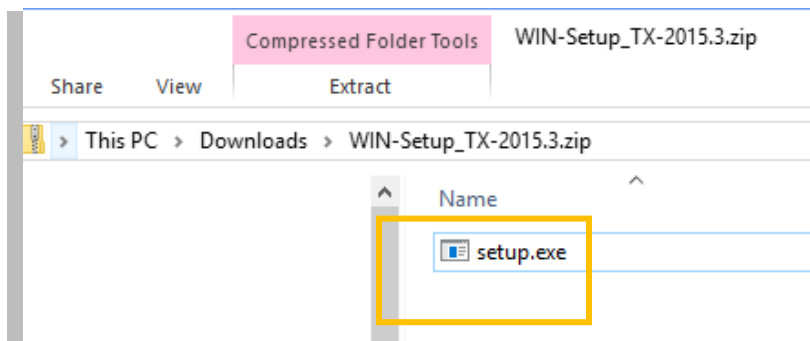 Compressed Folder Tools
WIN-Setup_TX-2015.3.zip
Share View Extract
This PC > Downloads > WIN-Setup_TX-2015.3.zip
Name
setup.exe